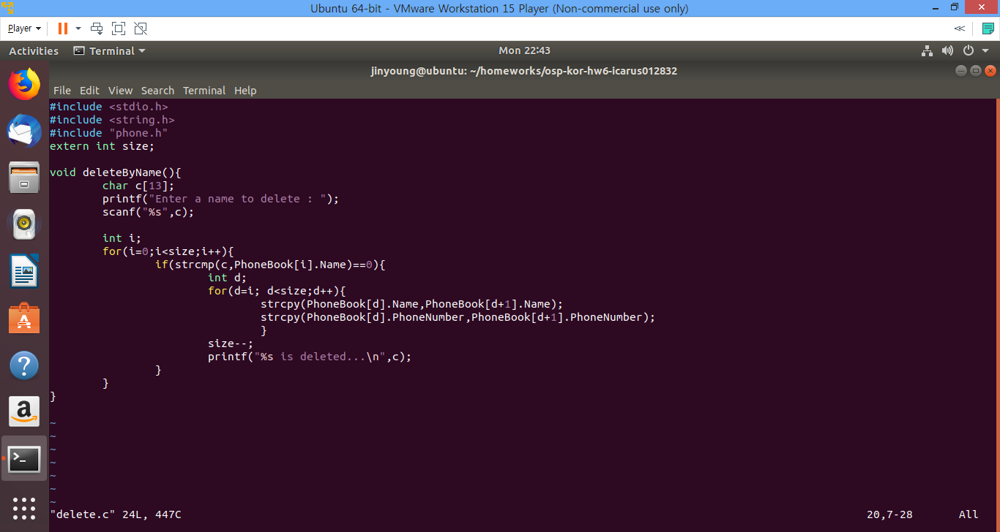 Ubuntu 64-bit - VMware Workstation 15 Player (Non-commercial use only)
Player
Activities Terminal Mon 22:43
jinyoung@ubuntu: ~/homeworks/osp-kor-hw6-icarus012832
File Edit View Search Terminal Help
#include <stdio.h>
#include <string.h>
#include "phone.h"
extern int size;
void deleteByName(){
char c[13];
printf("Enter a name to delete : ");
scanf("%s",c);
int i;
for(i=0;i<size;i++){
if(strcmp(c,PhoneBook[i].Name)==0){
int d;
for(d=i; d<size;d++){
strcpy(PhoneBook[d].Name,PhoneBook[d+1].Name);
strcpy(PhoneBook[d].PhoneNumber,PhoneBook[d+1].PhoneNumber);
}
size--;
printf("%s is deleted...\n",c);
}
}
}
~
~
~
~
~
~
~
"delete.c" 24L, 447C 20,7-28 All